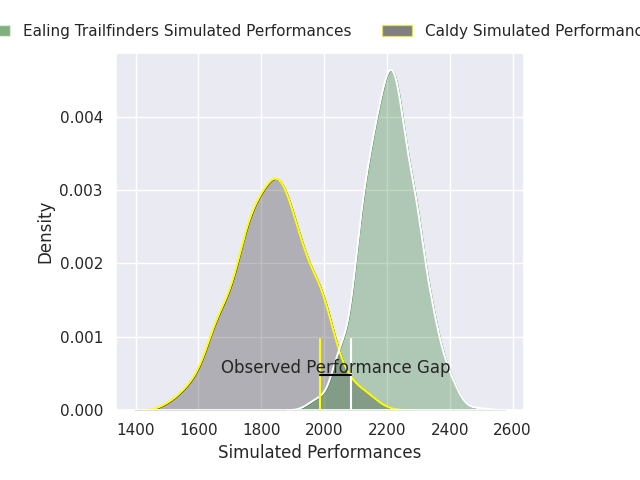 Ealing Trailfinders Simulated Performances
Caldy Simulated
0.004
0.003
0.002
0.001
0.000
Density
Observed Performance Gap
1400 1600 1800 2000 2200 2400 2600
Simulated Performances